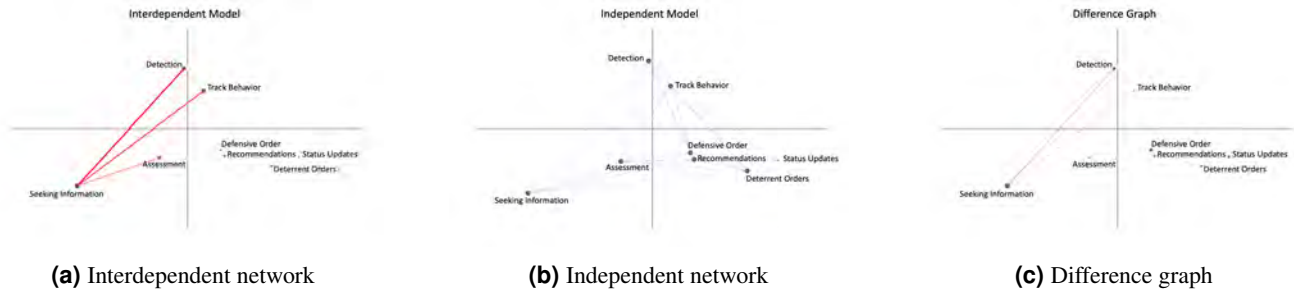 Interdependent Model
Detection
Track Behavior
Defensive Order
Recommendations
Status Updates
Assessment
Deterrent Orders
Seeking Information
(a) Interdependent network
Independent Model
Detection
Track Behavior
Defensive Order
Recommendations
Status Updates
Assessment
Deterrent Orders
Seeking Information
(b) Independent network
Difference Graph
Detection
Track Behavior
Defensive Order
Recommendations
Status Updates
Assessment
Deterrent Orders
Seeking Information
(c) Difference graph